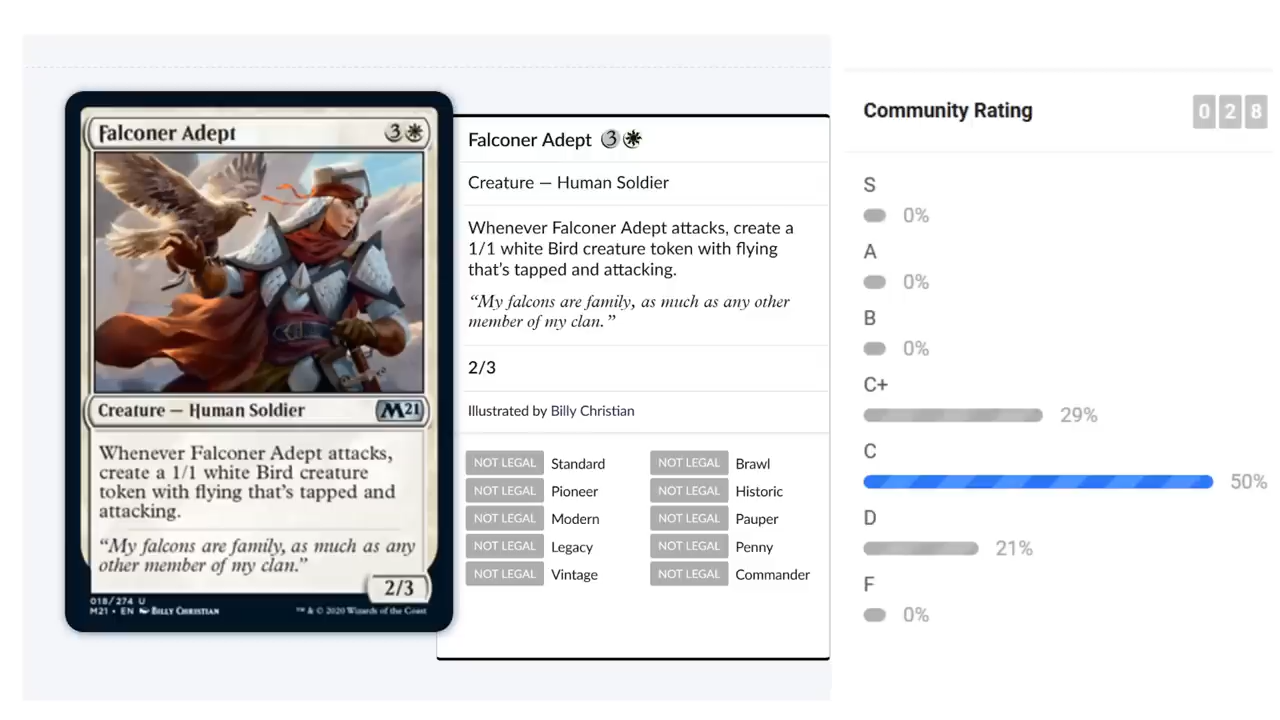 Falconer Adept 3
Creature — Human Soldier
M21
Whenever Falconer Adept attacks,
create a 1/1 white Bird creature
token with flying that's tapped and
attacking.
“My falcons are family, as much as any
other member of my clan.”
2/3
018/274 U
M21 • EN Billy Christian
™ & © 2020 Wizards of the Coast
Falconer Adept 3
Creature — Human Soldier
Whenever Falconer Adept attacks, create a
1/1 white Bird creature token with flying
that's tapped and attacking.
“My falcons are family, as much as any other
member of my clan.”
2/3
Illustrated by Billy Christian
NOT LEGAL Standard NOT LEGAL Brawl
NOT LEGAL Pioneer NOT LEGAL Historic
NOT LEGAL Modern NOT LEGAL Pauper
NOT LEGAL Legacy NOT LEGAL Penny
NOT LEGAL Vintage NOT LEGAL Commander
Community Rating 0 2 8
S
0%
A
0%
B
0%
C+
29%
C
50%
D
21%
F
0%